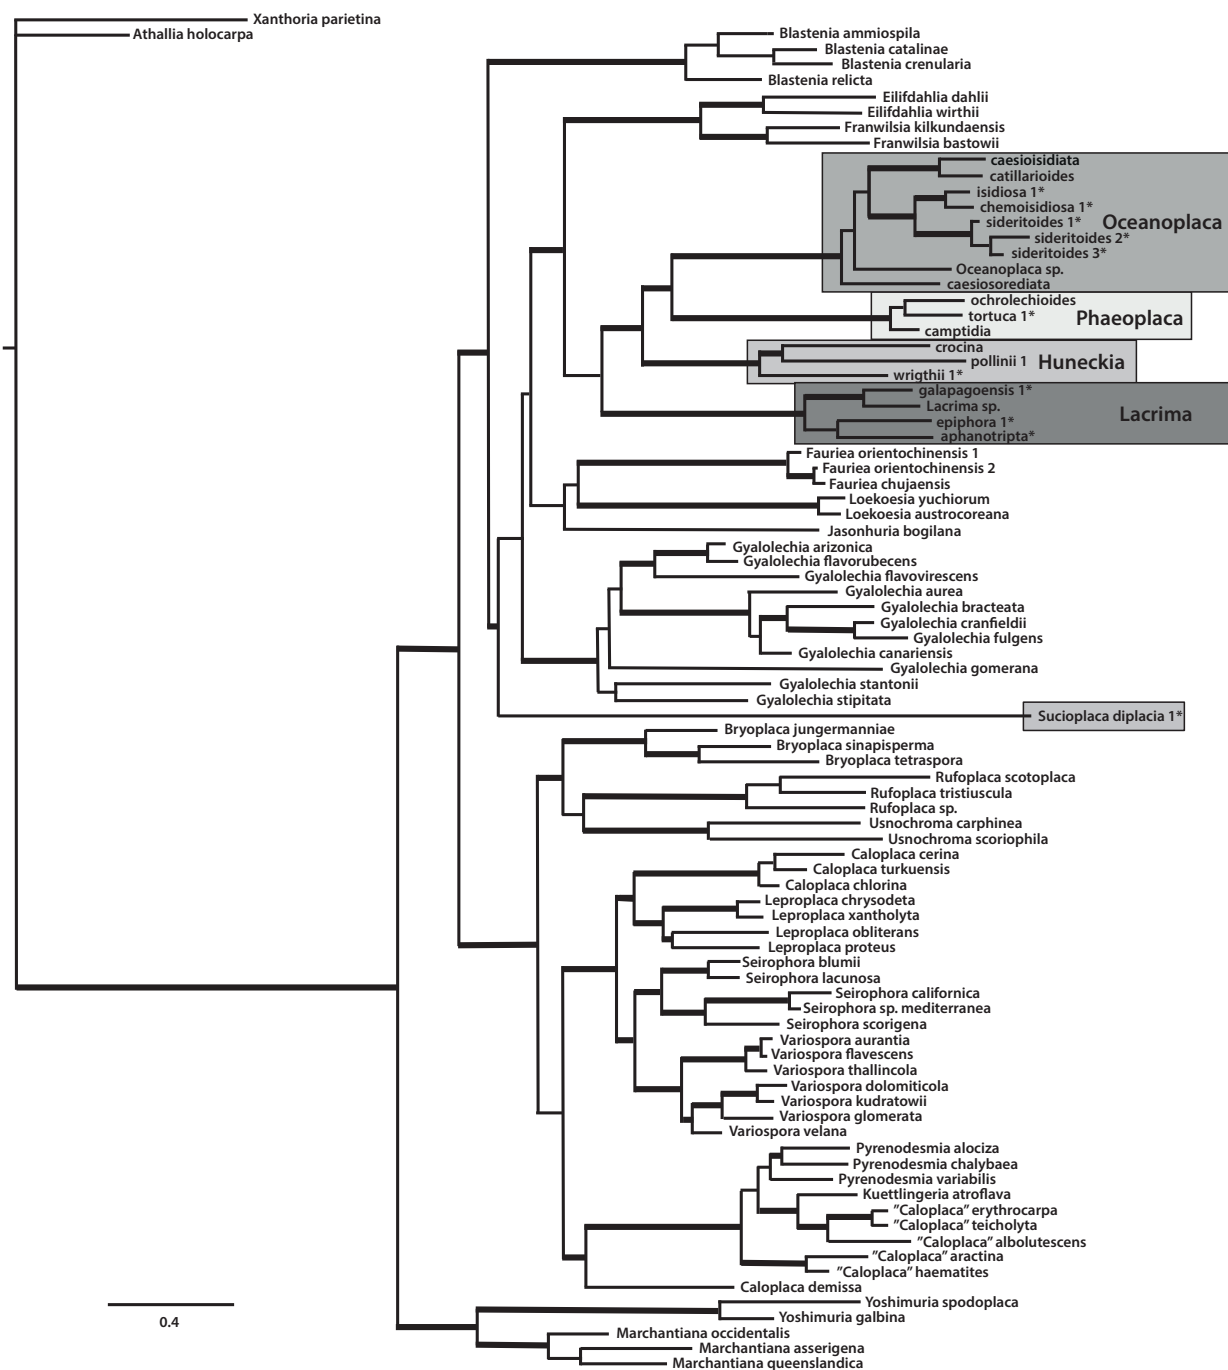 Xanthoria parietina
Athallia holocarpa
Blastenia ammiospila
Blastenia catalinae
Blastenia crenularia
Blastenia relicta
Eilifdahlia dahlii
Eilifdahlia wirthii
Franwilsia kilkundaensis
Franwilsia bastowii
caesioisidiata
catillarioides
isidiosa 1*
chemoisidiosa 1*
sideritoides 1*
Oceanoplaca
sideritoides 2*
sideritoides 3*
Oceanoplaca sp.
caesiosorediata
ochrolechioides
tortuca 1*
Phaeoplaca
camptidia
crocina
pollinii 1
Huneckia
wrigthii 1*
galapagoensis 1*
Lacrima sp.
Lacrima
epiphora 1*
aphanotripta*
Fauriea orientochinensis 1
Fauriea orientochinensis 2
Fauriea chujaensis
Loekoesia yuchiorum
Loekoesia austrocoreana
Jasonhuria bogilana
Gyalolechia arizonica
Gyalolechia flavorubecens
Gyalolechia flavovirescens
Gyalolechia aurea
Gyalolechia bracteata
Gyalolechia cranfieldii
Gyalolechia fulgens
Gyalolechia canariensis
Gyalolechia gomerana
Gyalolechia stantonii
Gyalolechia stipitata
Sucioplaca diplacia 1*
Bryoplaca jungermanniae
Bryoplaca sinapisperma
Bryoplaca tetraspora
Rufoplaca scotoplaca
Rufoplaca tristiuscula
Rufoplaca sp.
Usnochroma carphinea
Usnochroma scoriophila
Caloplaca cerina
Caloplaca turkuensis
Caloplaca chlorina
Leproplaca chrysodeta
Leproplaca xantholyta
Leproplaca obliterans
Leproplaca proteus
Seirophora blumii
Seirophora lacunosa
Seirophora californica
Seirophora sp. mediterranea
Seirophora scorigena
Variospora aurantia
Variospora flavescens
Variospora thallincola
Variospora dolomiticola
Variospora kudratowii
Variospora glomerata
Variospora velana
Pyrenodesmia alociza
Pyrenodesmia chalybaea
Pyrenodesmia variabilis
Kuettlingeria atroflava
”Caloplaca” erythrocarpa
”Caloplaca” teicholyta
”Caloplaca” albolutescens
”Caloplaca” aractina
”Caloplaca” haematites
Caloplaca demissa
Yoshimuria spodoplaca
Yoshimuria galbina
Marchantiana occidentalis
Marchantiana asserigena
Marchantiana queenslandica
0.4